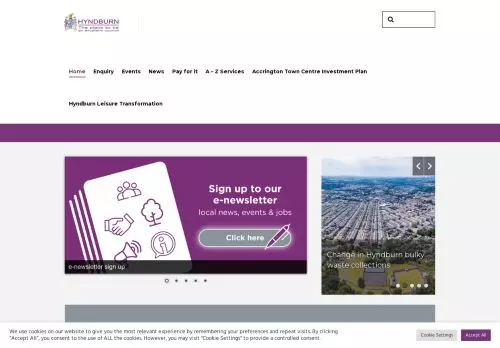 HYNDBURN
The place to be
an excellent council
Home Enquiry Events News Pay for it A – Z Services Accrington Town Centre Investment Plan
Hyndburn Leisure Transformation
Sign up to our
e-newsletter
local news, events & jobs
Click here
e-newsletter sign up
Change in Hyndburn bulky
waste collections
We use cookies on our website to give you the most relevant experience by remembering your preferences and repeat visits. By clicking
"Accept All", you consent to the use of ALL the cookies. However, you may visit "Cookie Settings" to provide a controlled consent.
Cookie Settings
Accept All